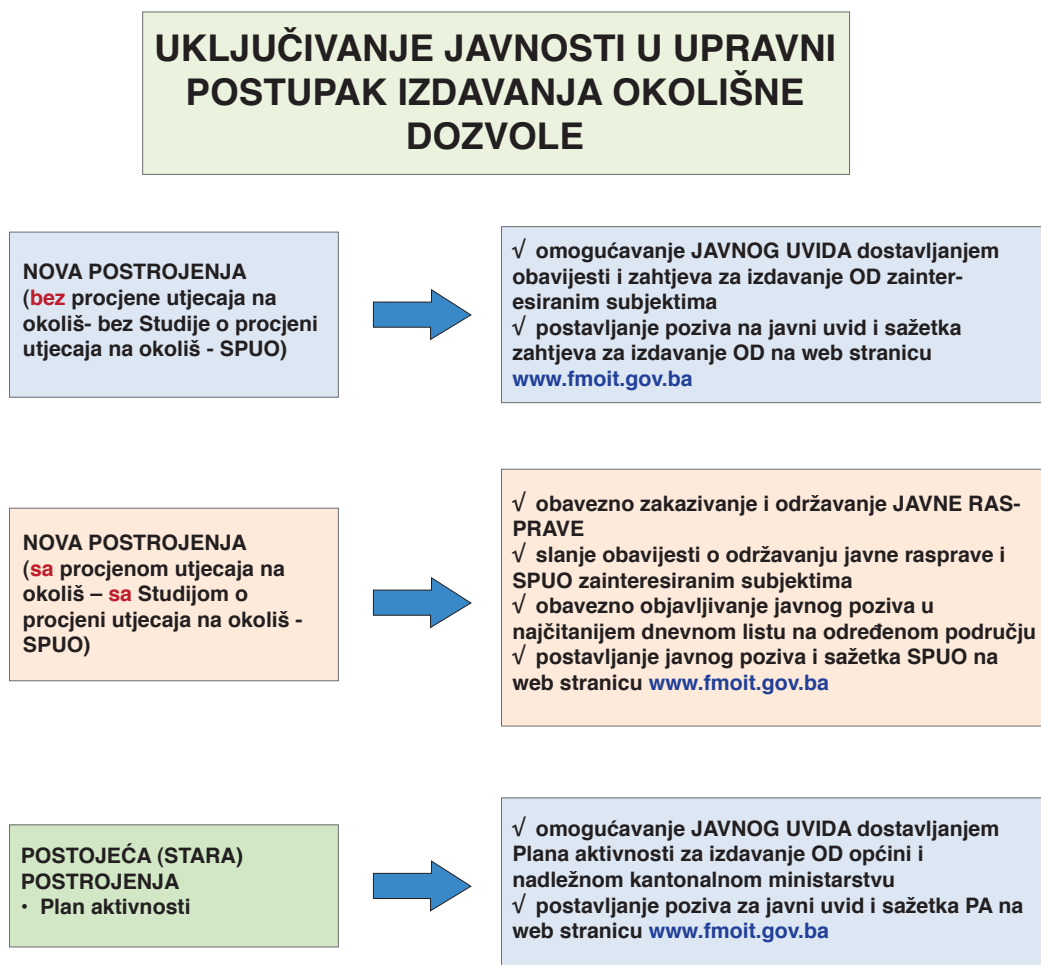 UKLJUČIVANJE JAVNOSTI U UPRAVNI
POSTUPAK IZDAVANJA OKOLIŠNE
DOZVOLE
NOVA POSTROJENJA
(bez procjene utjecaja na
okoliš- bez Studije o procjeni
utjecaja na okoliš - SPUO)
√ omogućavanje JAVNOG UVIDA dostavljanjem
obavijesti i zahtjeva za izdavanje OD zainter-
esiranim subjektima
√ postavljanje poziva na javni uvid i sažetka
zahtjeva za izdavanje OD na web stranicu
www.fmoit.gov.ba
NOVA POSTROJENJA
(sa procjenom utjecaja na
okoliš – sa Studijom o
procjeni utjecaja na okoliš -
SPUO)
√ obavezno zakazivanje i održavanje JAVNE RAS-
PRAVE
√ slanje obavijesti o održavanju javne rasprave i
SPUO zainteresiranim subjektima
√ obavezno objavljivanje javnog poziva u
najčitanijem dnevnom listu na određenom području
√ postavljanje javnog poziva i sažetka SPUO na
web stranicu www.fmoit.gov.ba
POSTOJEĆA (STARA)
POSTROJENJA
• Plan aktivnosti
√ omogućavanje JAVNOG UVIDA dostavljanjem
Plana aktivnosti za izdavanje OD općini i
nadležnom kantonalnom ministarstvu
√ postavljanje poziva za javni uvid i sažetka PA na
web stranicu www.fmoit.gov.ba